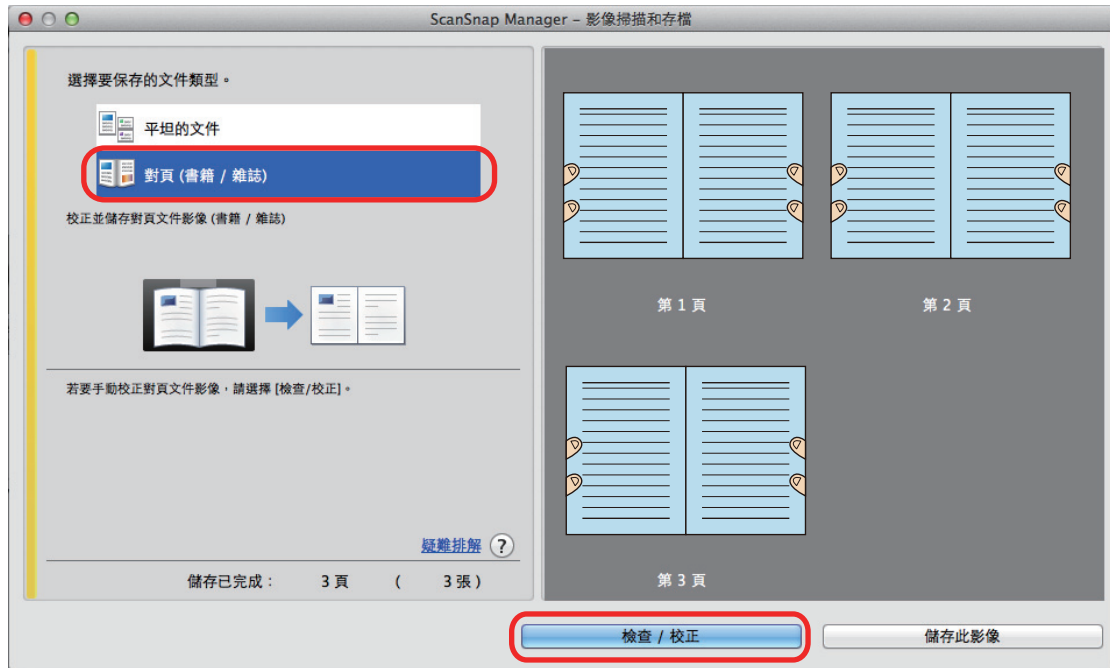 ScanSnap Manager – 影像掃描和存檔
選擇要保存的文件類型。
平坦的文件
對頁 (書籍 / 雜誌)
校正並儲存對頁文件影像 (書籍 / 雜誌)
若要手動校正對頁文件影像，請選擇 [檢查/校正]。
疑難排解 ?
儲存已完成： 3 頁 ( 3 張 )
第 1 頁
第 2 頁
第 3 頁
檢查 / 校正
儲存此影像